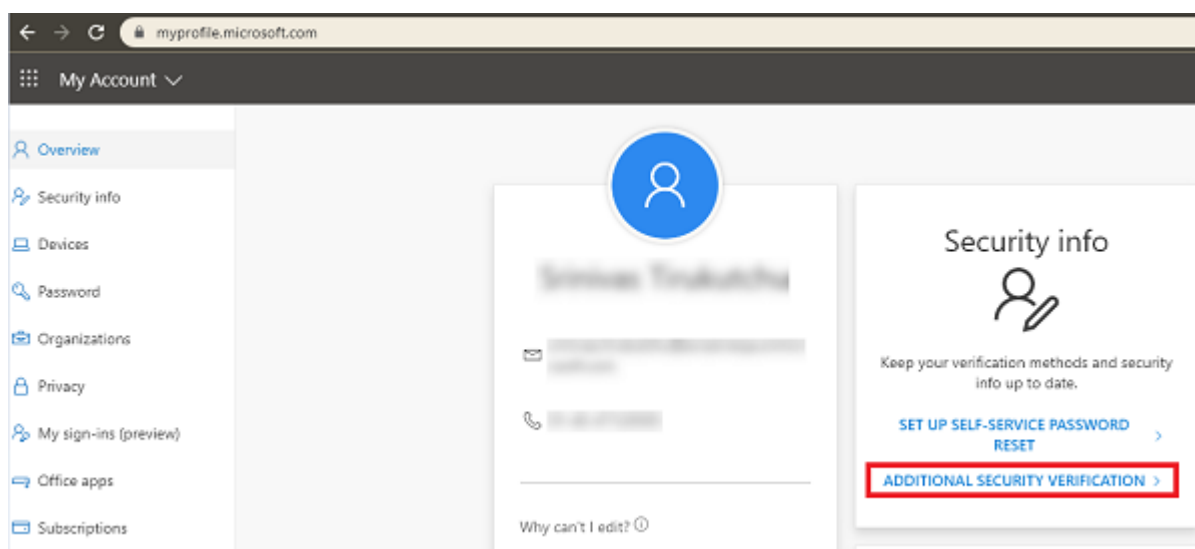 myprofile.microsoft.com
My Account
Overview
Security info
Devices
Password
Organizations
Privacy
My sign-ins (preview)
Office apps
Subscriptions
Why can't I edit?
Security info
Keep your verification methods and security
info up to date.
SET UP SELF-SERVICE PASSWORD
RESET
ADDITIONAL SECURITY VERIFICATION